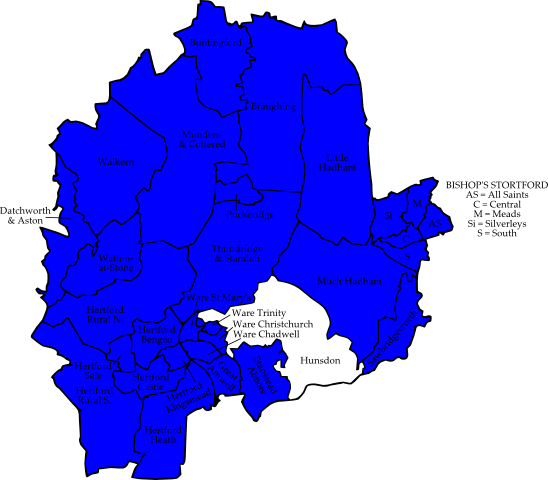 Buntingford
Braughing
Mundens
& Cottered
Walkern
Little
Hadham
BISHOP'S STORTFORD
AS = All Saints
C = Central
M = Meads
Si = Silverleys
S = South
M
Si
AS
C
S
Datchworth
& Aston
Puckeridge
Watton-
at-Stone
Thundridge
& Standon
Much Hadham
Ware St Mary's
Hertford
Rural N.
Ware Trinity
Ware Christchurch
Ware Chadwell
Hertford
Bengeo
Sawbridgeworth
Hunsdon
Stanstead
Abbots
Great
Amwell
Hertford
Sele
Hertford
Castle
Hertford
Rural S.
Hertford
Kingsmead
Hertford
Heath